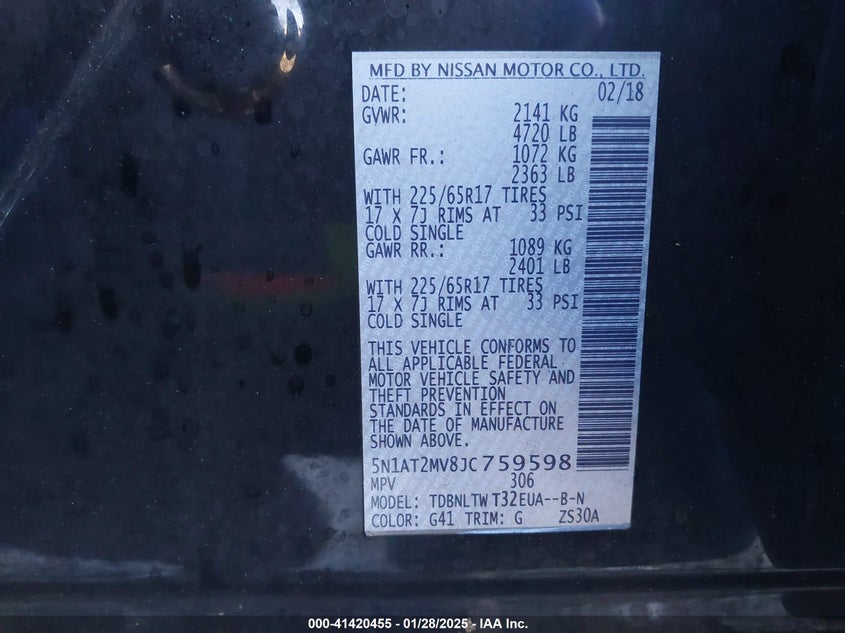 MFD BY NISSAN MOTOR CO., LTD.
DATE: 02/18
GVWR: 2141 KG
4720 LB
GAWR FR.: 1072 KG
2363 LB
WITH 225/65R17 TIRES
17 X 7J RIMS AT 33 PSI
COLD SINGLE
GAWR RR.: 1089 KG
2401 LB
WITH 225/65R17 TIRES
17 X 7J RIMS AT 33 PSI
COLD SINGLE
THIS VEHICLE CONFORMS TO
ALL APPLICABLE FEDERAL
MOTOR VEHICLE SAFETY AND
THEFT PREVENTION
STANDARDS IN EFFECT ON
THE DATE OF MANUFACTURE
SHOWN ABOVE.
5N1AT2MV8JC759598
MPV 306
MODEL: TDBNLTW T32EUA--B-N
COLOR: G41 TRIM: G ZS30A
000-41420455 - 01/28/2025 - IAA Inc.